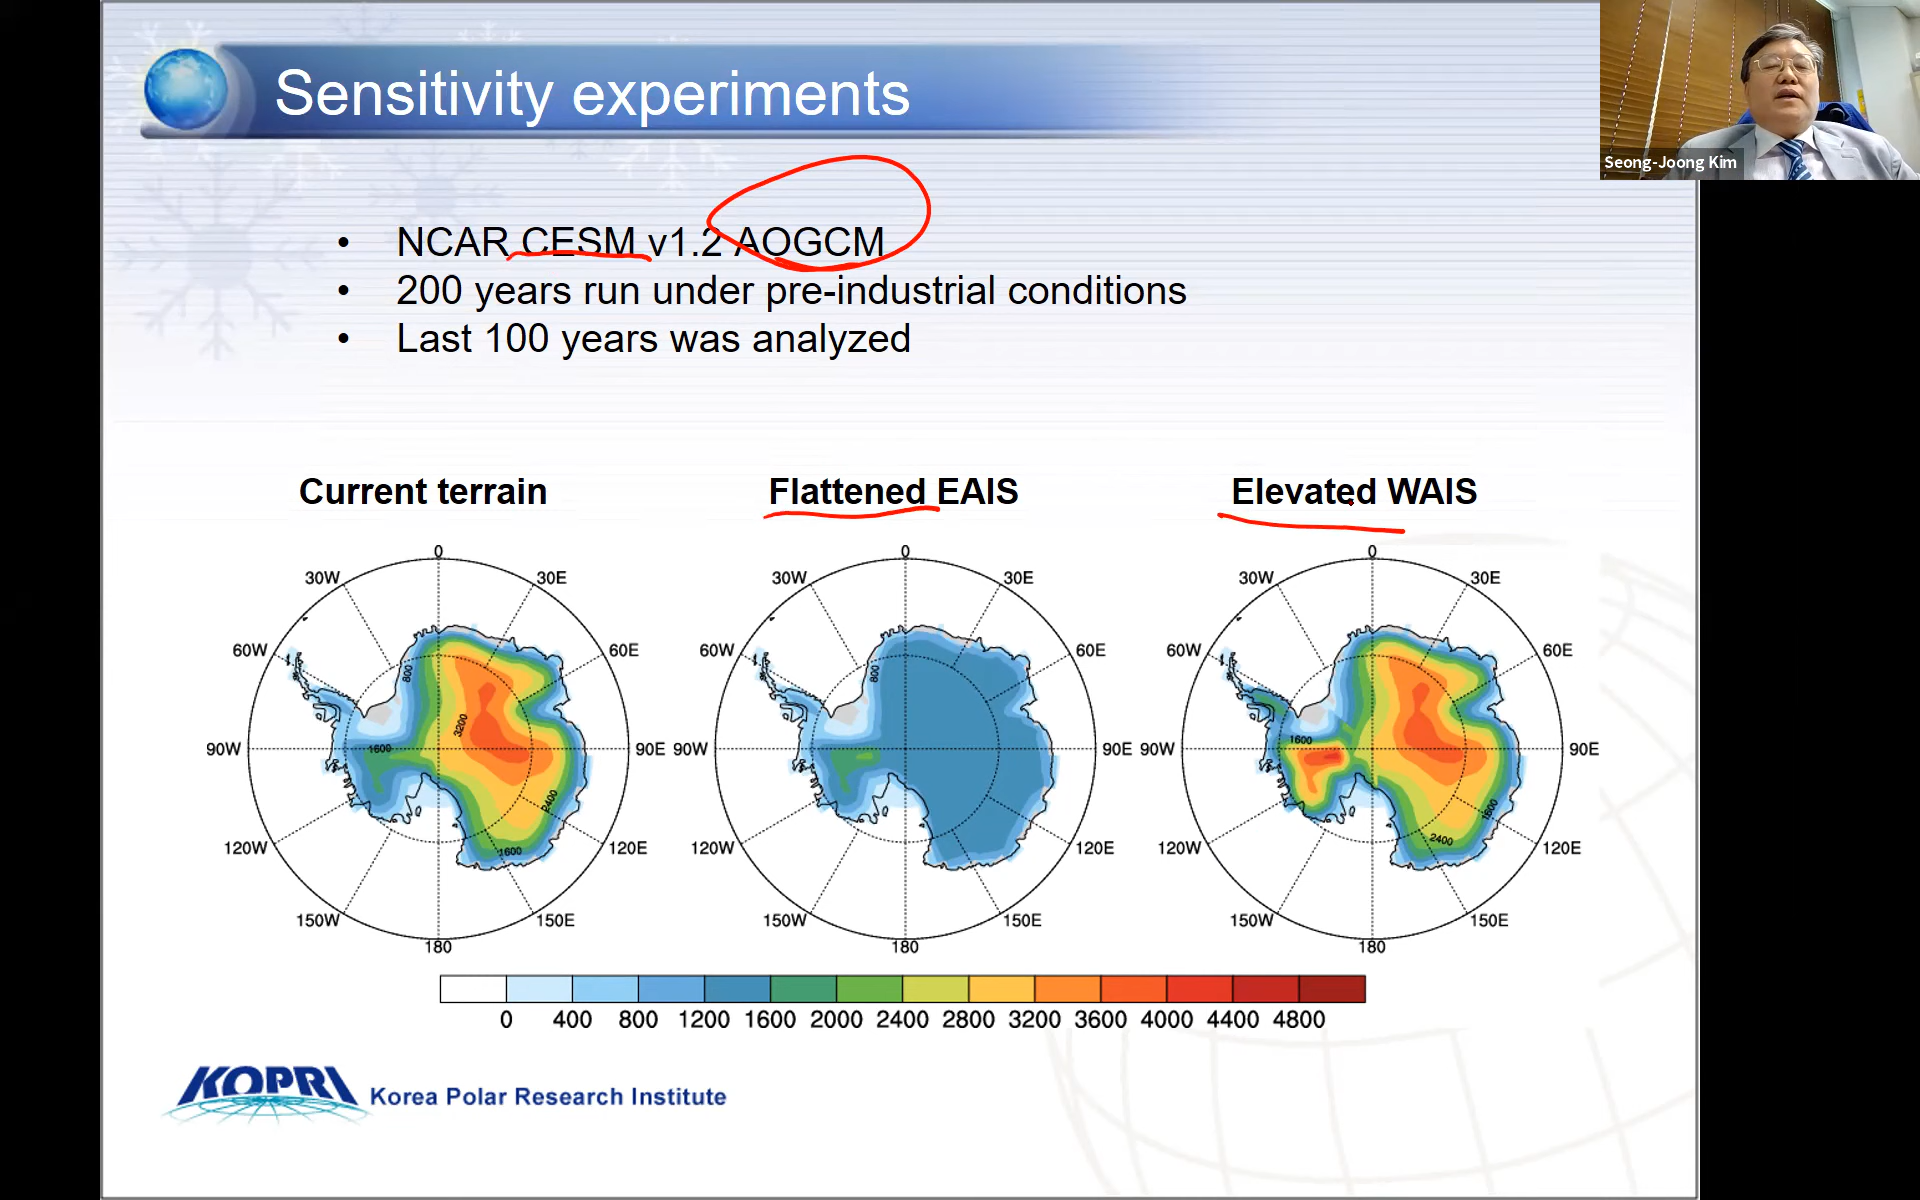 Sensitivity experiments
Seong-Joong Kim
• NCAR CESM v1.2 AOGCM
• 200 years run under pre-industrial conditions
• Last 100 years was analyzed
Current terrain
Flattened EAIS
Elevated WAIS
0
30W
30E
60W
60E
800
3200
90W
1600
90E
2400
120W
1600
120E
150W
150E
180
0
30W
30E
60W
60E
800
90W
90E
120W
120E
150W
150E
180
0
30W
30E
60W
60E
1600
90W
90E
1600
2400
120W
120E
150W
150E
180
0 400 800 1200 1600 2000 2400 2800 3200 3600 4000 4400 4800
KOPRI Korea Polar Research Institute